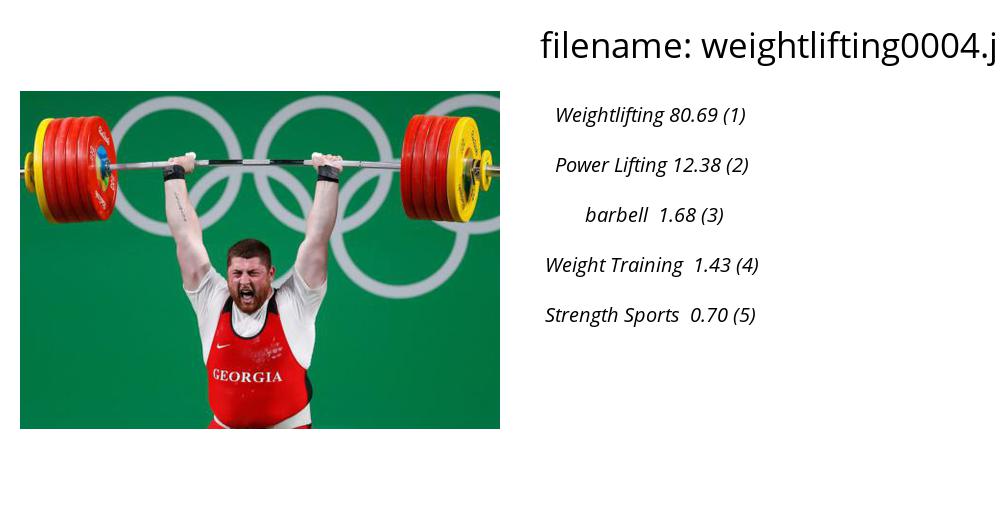 filename: weightlifting0004.j
Weightlifting 80.69 (1)
Power Lifting 12.38 (2)
barbell 1.68 (3)
Weight Training 1.43 (4)
Strength Sports 0.70 (5)
GEORGIA